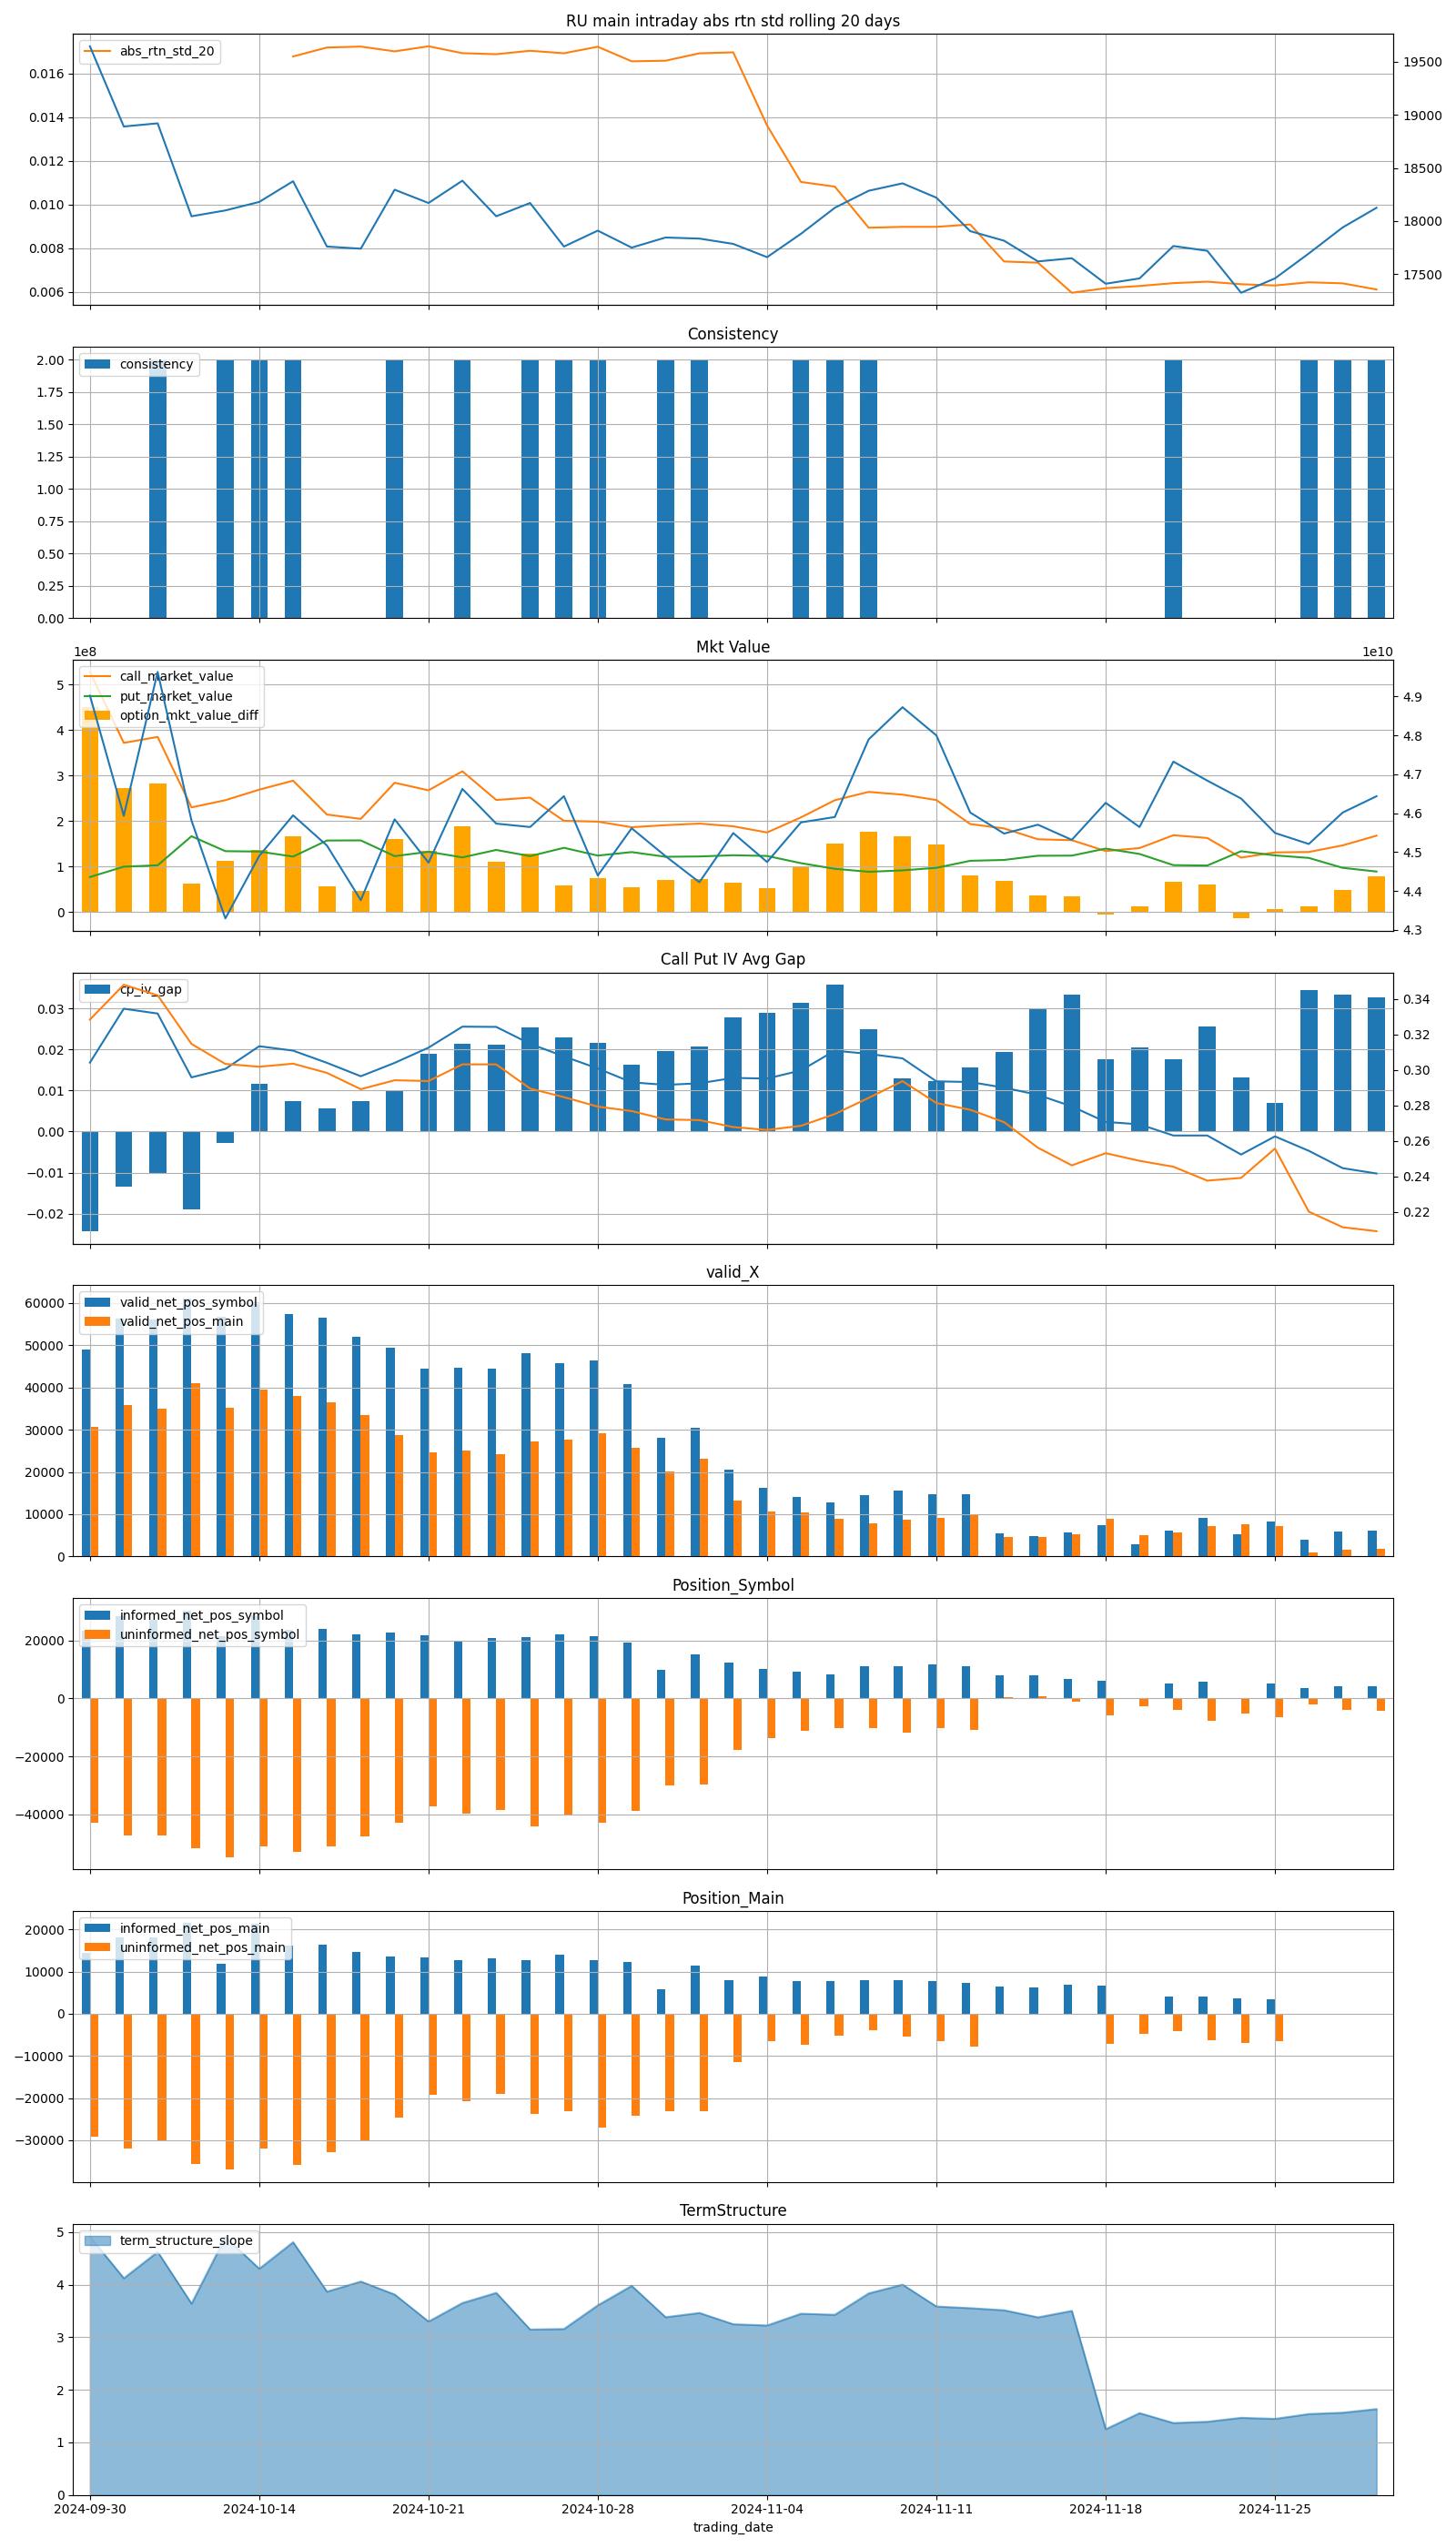 RU main intraday abs rtn std rolling 20 days
abs_rtn_std_20
0.016
0.014
0.012
0.010
0.008
0.006
19500
19000
18500
18000
17500
Consistency
consistency
2.00
1.75
1.50
1.25
1.00
0.75
0.50
0.25
0.00
Mkt Value
1e8
1e10
call_market_value
put_market_value
option_mkt_value_diff
5
4
3
2
1
0
4.9
4.8
4.7
4.6
4.5
4.4
4.3
Call Put IV Avg Gap
cp_iv_gap
0.03
0.02
0.01
0.00
−0.01
−0.02
0.34
0.32
0.30
0.28
0.26
0.24
0.22
valid_X
valid_net_pos_symbol
valid_net_pos_main
60000
50000
40000
30000
20000
10000
0
Position_Symbol
informed_net_pos_symbol
uninformed_net_pos_symbol
20000
0
−20000
−40000
Position_Main
informed_net_pos_main
uninformed_net_pos_main
20000
10000
0
−10000
−20000
−30000
TermStructure
term_structure_slope
5
4
3
2
1
0
2024-09-30 2024-10-14 2024-10-21 2024-10-28 2024-11-04 2024-11-11 2024-11-18 2024-11-25
trading_date